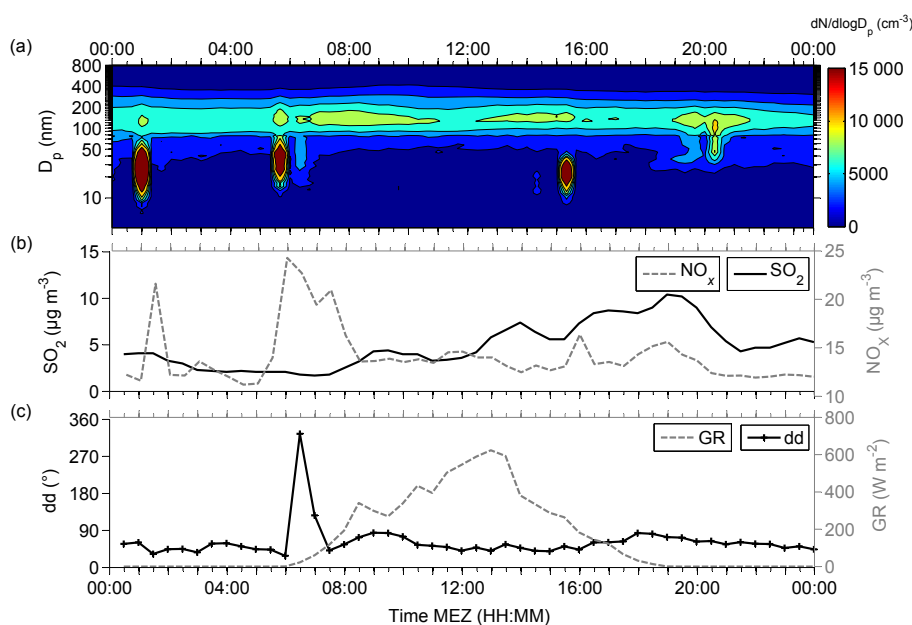 dN/dlogDp (cm-3)
(a)
00:00 04:00 08:00 12:00 16:00 20:00 00:00
800
400
200
100
50
10
Dp (nm)
15 000
10 000
5000
0
(b)
15
10
5
0
SO2 (µg m-3)
NOx SO2
25
20
15
10
NOX (µg m-3)
(c)
360
270
180
90
0
dd (°)
GR dd
800
600
400
200
0
GR (W m-2)
00:00 04:00 08:00 12:00 16:00 20:00 00:00
Time MEZ (HH:MM)